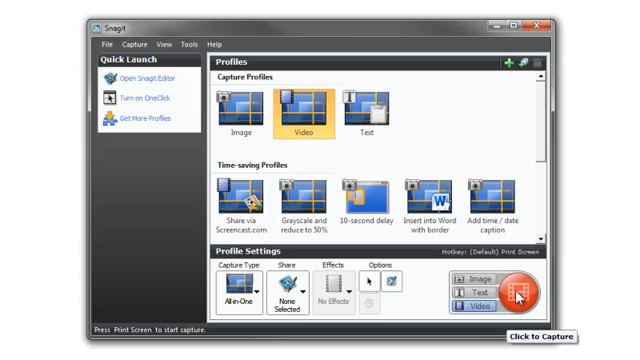 Snagit
File Capture View Tools Help
Quick Launch
Open Snagit Editor
Turn on OneClick
Get More Profiles
Profiles
Capture Profiles
Image
Video
Text
Time-saving Profiles
Share via
Screencast.com
Grayscale and
reduce to 50%
10-second delay
Insert into Word
with border
Add time / date
caption
Profile Settings
Hotkey: (Default) Print Screen
Capture Type
Share
Effects
Options
All-in-One
None
Selected
No Effects
Image
Text
Video
Click to Capture
Press Print Screen to start capture.